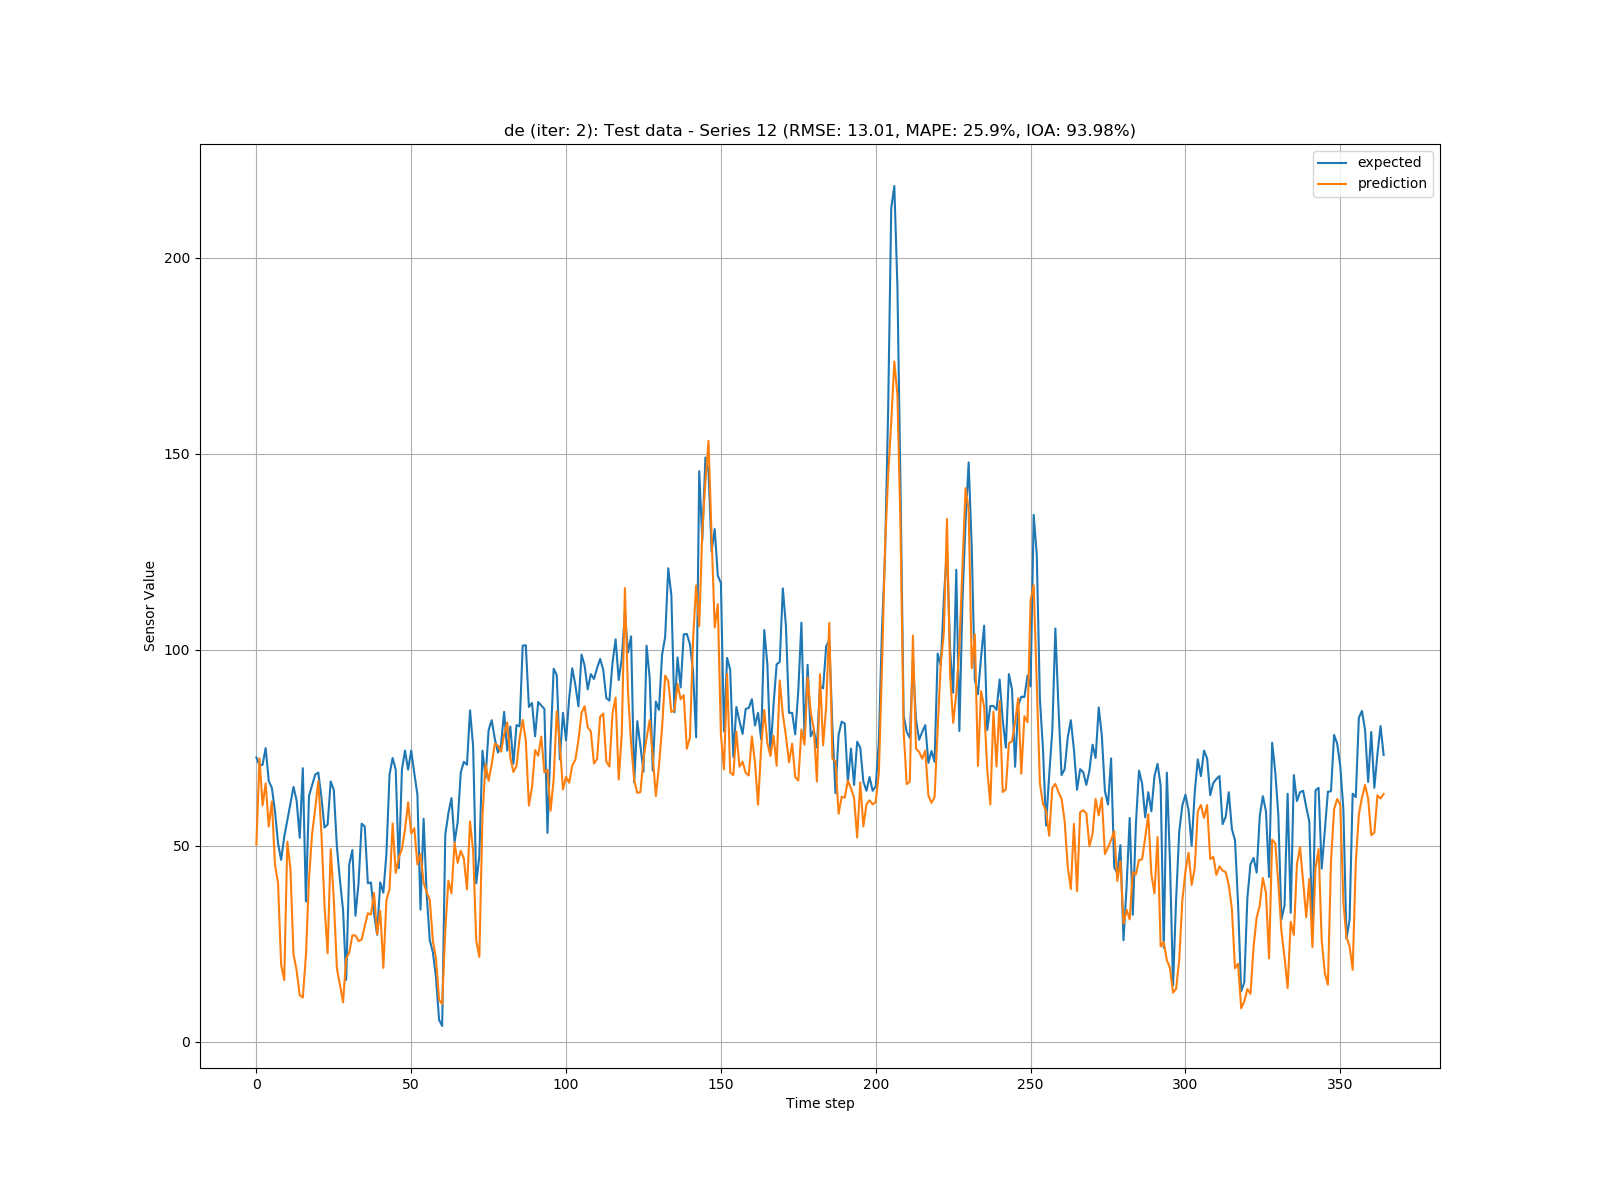 de (iter: 2): Test data - Series 12 (RMSE: 13.01, MAPE: 25.9%, IOA: 93.98%)
expected
prediction
200
150
100
50
0
Sensor Value
0 50 100 150 200 250 300 350
Time step